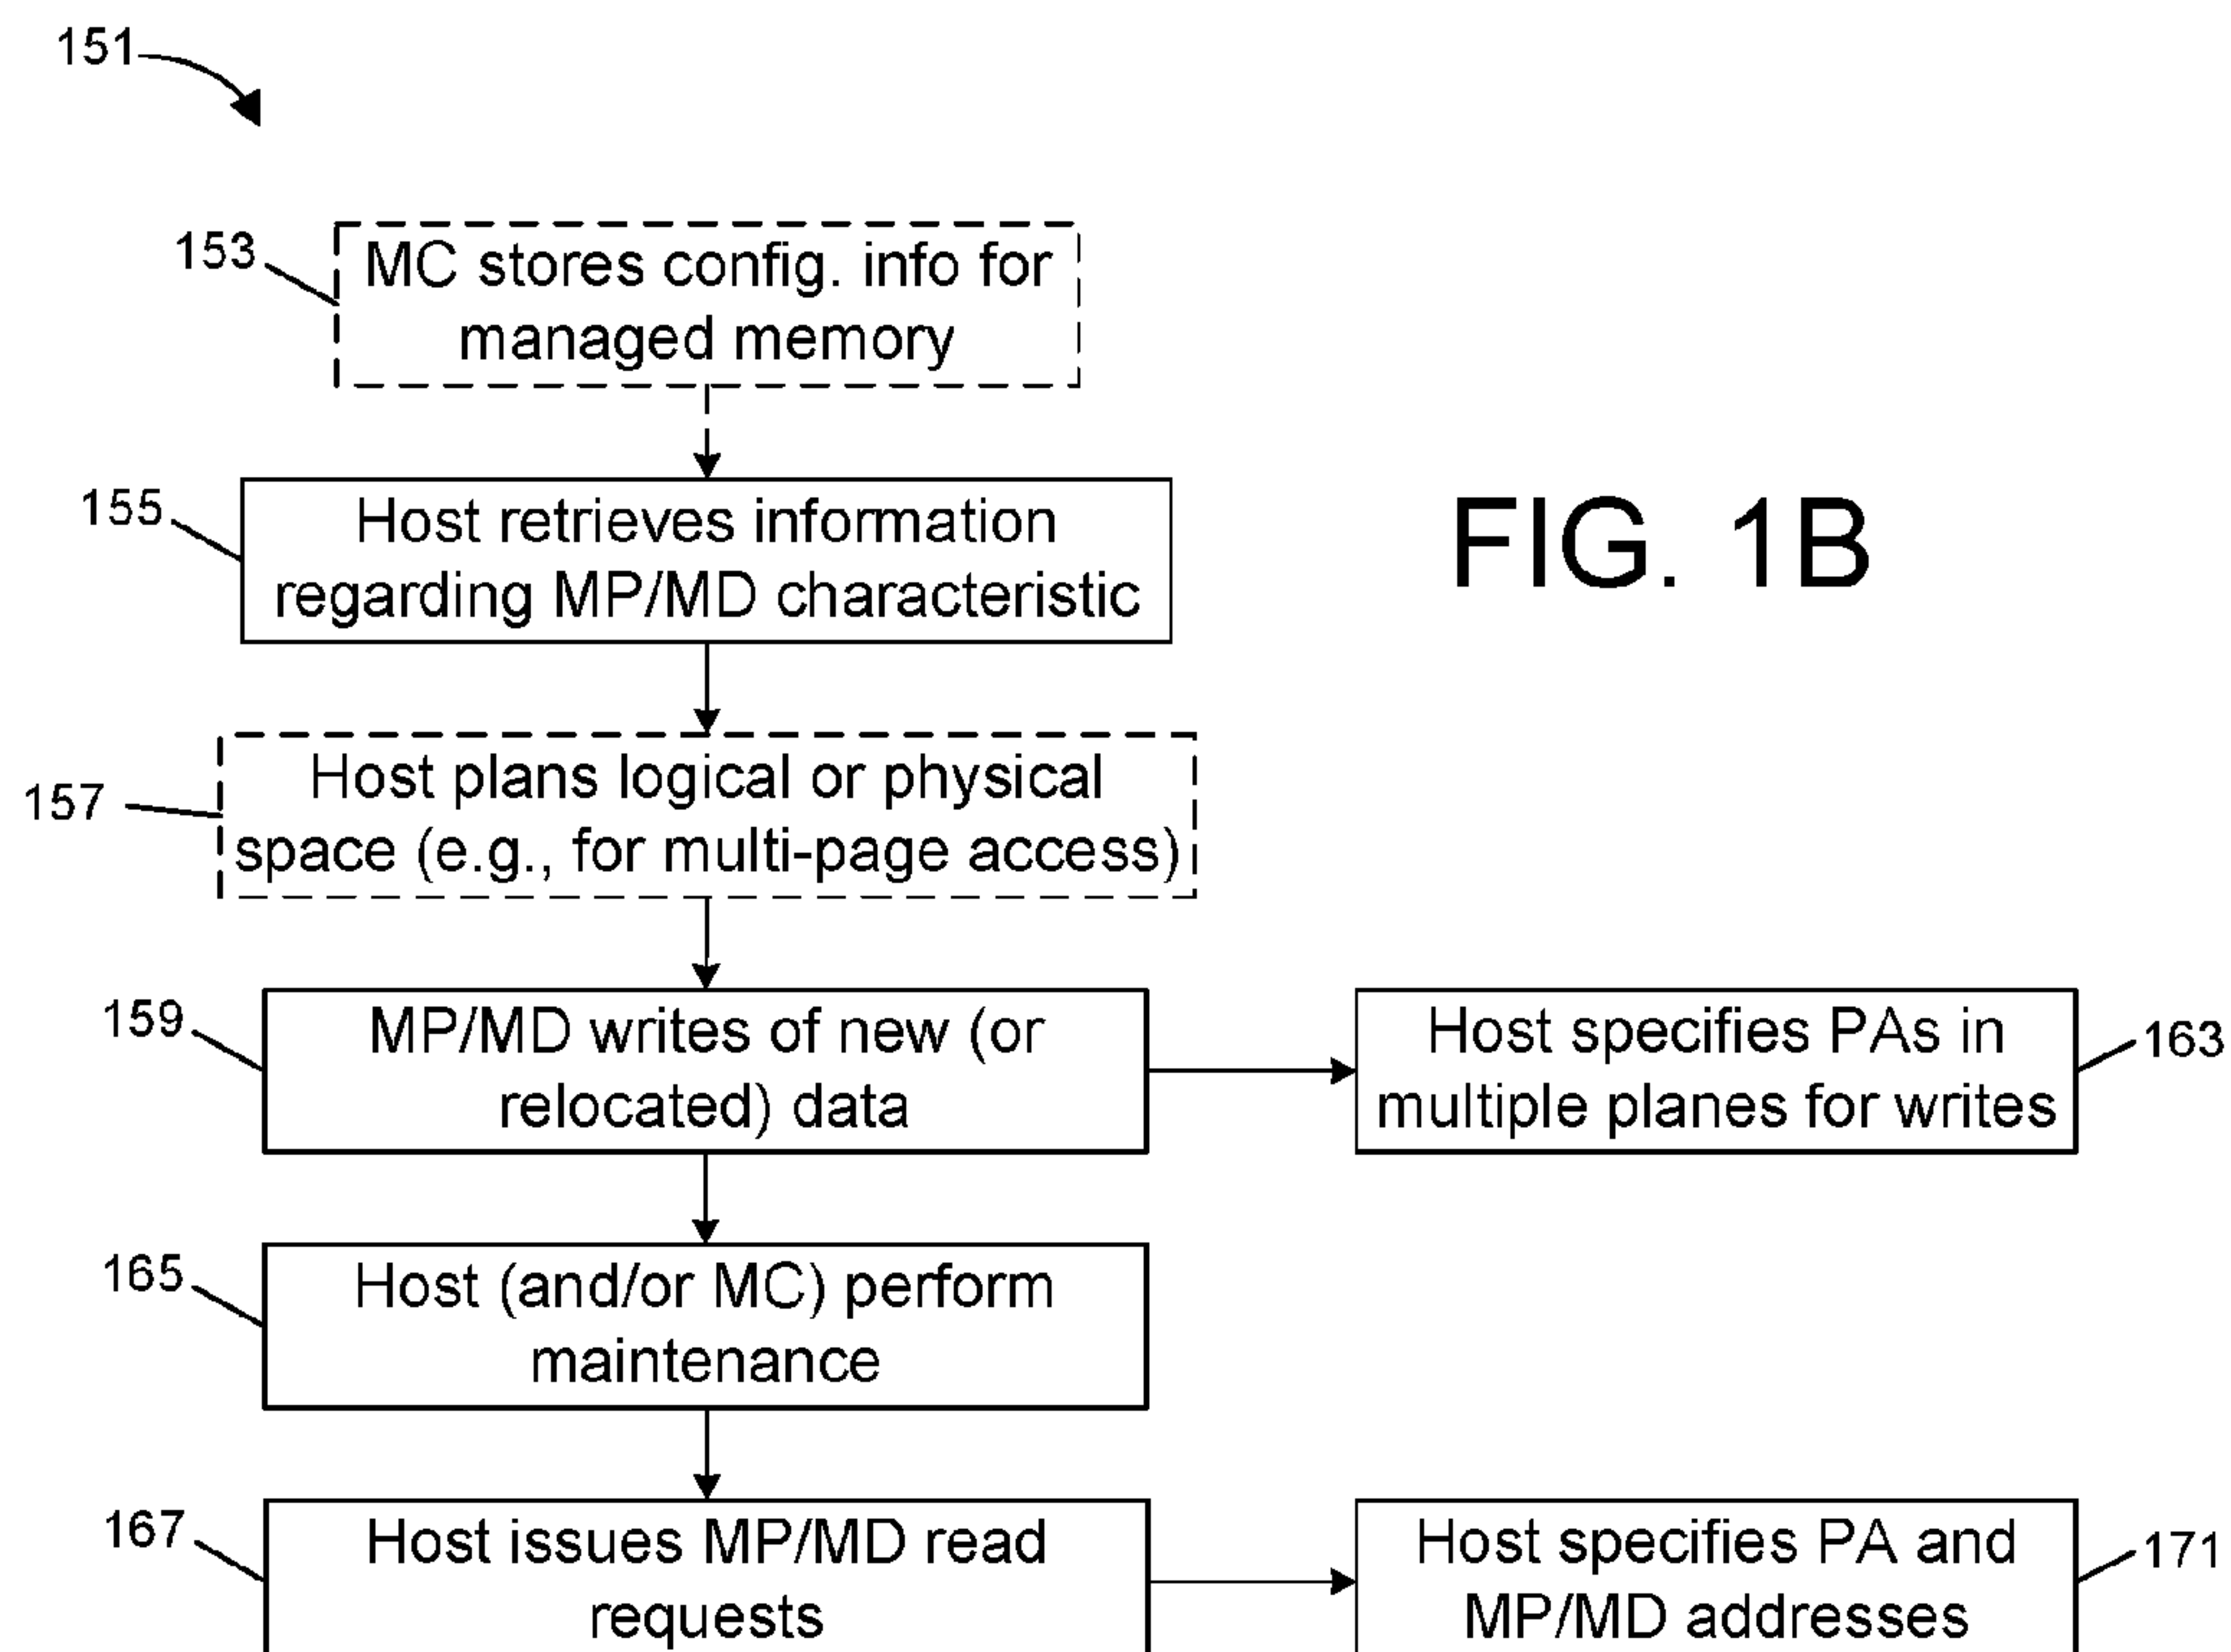 151
153
MC stores config. info for
managed memory
155
Host retrieves information
regarding MP/MD characteristic
FIG. 1B
157
Host plans logical or physical
space (e.g., for multi-page access)
159
MP/MD writes of new (or
relocated) data
Host specifies PAs in
multiple planes for writes
163
165
Host (and/or MC) perform
maintenance
167
Host issues MP/MD read
requests
Host specifies PA and
MP/MD addresses
171